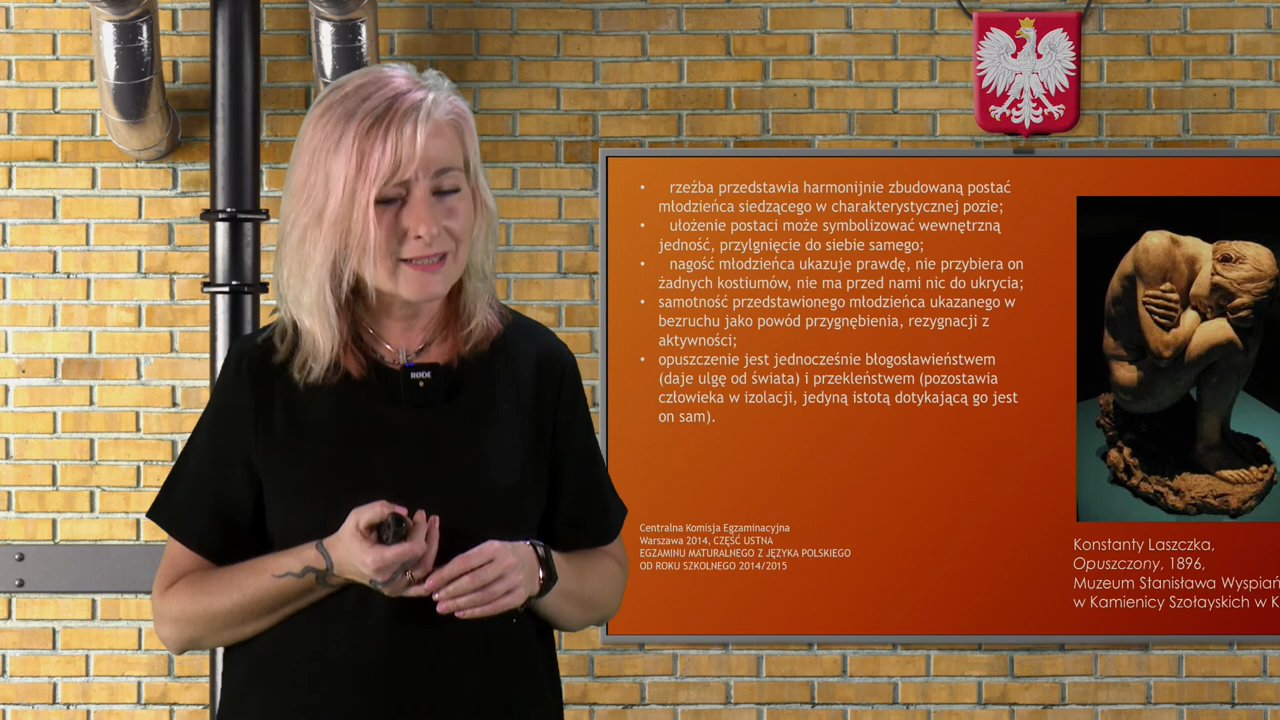 • rzeźba przedstawia harmonijnie zbudowaną postać
młodzieńca siedzącego w charakterystycznej pozie;
• ułożenie postaci może symbolizować wewnętrzną
jedność, przylgnięcie do siebie samego;
• nagość młodzieńca ukazuje prawdę, nie przybiera on
żadnych kostiumów, nie ma przed nami nic do ukrycia;
• samotność przedstawionego młodzieńca ukazanego w
bezruchu jako powód przygnębienia, rezygnacji z
aktywności;
• opuszczenie jest jednocześnie błogosławieństwem
(daje ulgę od świata) i przekleństwem (pozostawia
człowieka w izolacji, jedyną istotą dotykającą go jest
on sam).
Centralna Komisja Egzaminacyjna
Warszawa 2014, CZĘŚĆ USTNA
EGZAMINU MATURALNEGO Z JĘZYKA POLSKIEGO
OD ROKU SZKOLNEGO 2014/2015
Konstanty Laszczka,
Opuszczony, 1896,
Muzeum Stanisława Wyspiań
w Kamienicy Szołayskich w K
RØDE